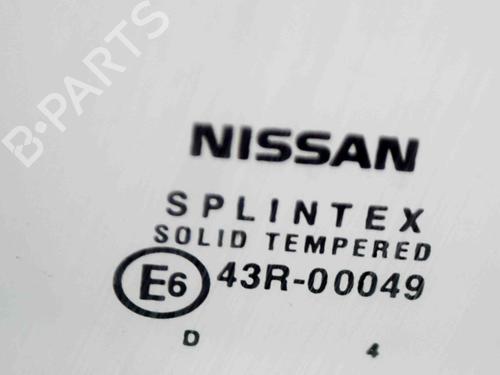 B-PARTS
NISSAN
SPLINTEX
SOLID TEMPERED
E6 43R-00049
D 4